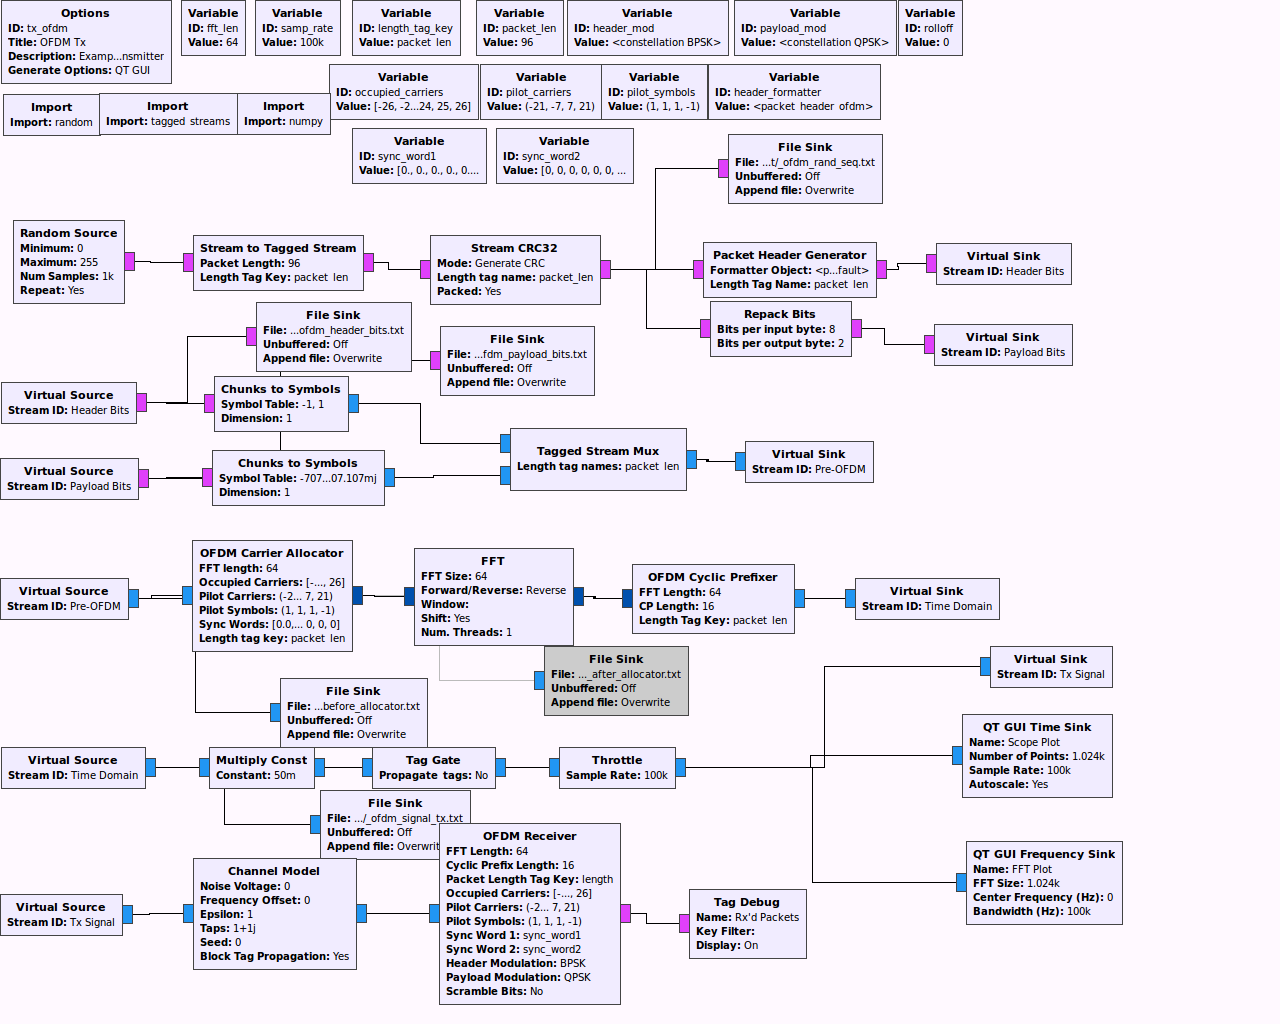 Options
ID: tx_ofdm
Title: OFDM Tx
Description: Examp...nsmitter
Generate Options: QT GUI
Variable
ID: fft_len
Value: 64
Variable
ID: samp_rate
Value: 100k
Variable
ID: length_tag_key
Value: packet_len
Variable
ID: packet_len
Value: 96
Variable
ID: header_mod
Value: <constellation BPSK>
Variable
ID: payload_mod
Value: <constellation QPSK>
Variable
ID: rolloff
Value: 0
Import
Import: random
Import
Import: tagged_streams
Import
Import: numpy
Variable
ID: occupied_carriers
Value: [-26, -2...24, 25, 26]
Variable
ID: pilot_carriers
Value: (-21, -7, 7, 21)
Variable
ID: pilot_symbols
Value: (1, 1, 1, -1)
Variable
ID: header_formatter
Value: <packet_header_ofdm>
Variable
ID: sync_word1
Value: [0., 0., 0., 0., 0....
Variable
ID: sync_word2
Value: [0, 0, 0, 0, 0, 0, ...
File Sink
File: ...t/_ofdm_rand_seq.txt
Unbuffered: Off
Append file: Overwrite
Random Source
Minimum: 0
Maximum: 255
Num Samples: 1k
Repeat: Yes
Stream to Tagged Stream
Packet Length: 96
Length Tag Key: packet_len
Stream CRC32
Mode: Generate CRC
Length tag name: packet_len
Packed: Yes
Packet Header Generator
Formatter Object: <p...fault>
Length Tag Name: packet_len
Virtual Sink
Stream ID: Header Bits
Repack Bits
Bits per input byte: 8
Bits per output byte: 2
Virtual Sink
Stream ID: Payload Bits
File Sink
File: ...ofdm_header_bits.txt
Unbuffered: Off
Append file: Overwrite
File Sink
File: ...fdm_payload_bits.txt
Unbuffered: Off
Append file: Overwrite
Virtual Source
Stream ID: Header Bits
Chunks to Symbols
Symbol Table: -1, 1
Dimension: 1
Virtual Source
Stream ID: Payload Bits
Chunks to Symbols
Symbol Table: -707...07.107mj
Dimension: 1
Tagged Stream Mux
Length tag names: packet_len
Virtual Sink
Stream ID: Pre-OFDM
Virtual Source
Stream ID: Pre-OFDM
OFDM Carrier Allocator
FFT length: 64
Occupied Carriers: [-..., 26]
Pilot Carriers: (-2... 7, 21)
Pilot Symbols: (1, 1, 1, -1)
Sync Words: [0.0,... 0, 0, 0]
Length tag key: packet_len
FFT
FFT Size: 64
Forward/Reverse: Reverse
Window:
Shift: Yes
Num. Threads: 1
OFDM Cyclic Prefixer
FFT Length: 64
CP Length: 16
Length Tag Key: packet_len
Virtual Sink
Stream ID: Time Domain
File Sink
File: ...before_allocator.txt
Unbuffered: Off
Append file: Overwrite
File Sink
File: ..._after_allocator.txt
Unbuffered: Off
Append file: Overwrite
Virtual Sink
Stream ID: Tx Signal
Virtual Source
Stream ID: Time Domain
Multiply Const
Constant: 50m
Tag Gate
Propagate_tags: No
Throttle
Sample Rate: 100k
QT GUI Time Sink
Name: Scope Plot
Number of Points: 1.024k
Sample Rate: 100k
Autoscale: Yes
File Sink
File: .../_ofdm_signal_tx.txt
Unbuffered: Off
Append file: Overwrit
Virtual Source
Stream ID: Tx Signal
Channel Model
Noise Voltage: 0
Frequency Offset: 0
Epsilon: 1
Taps: 1+1j
Seed: 0
Block Tag Propagation: Yes
OFDM Receiver
FFT Length: 64
Cyclic Prefix Length: 16
Packet Length Tag Key: length
Occupied Carriers: [-..., 26]
Pilot Carriers: (-2... 7, 21)
Pilot Symbols: (1, 1, 1, -1)
Sync Word 1: sync_word1
Sync Word 2: sync_word2
Header Modulation: BPSK
Payload Modulation: QPSK
Scramble Bits: No
Tag Debug
Name: Rx'd Packets
Key Filter:
Display: On
QT GUI Frequency Sink
Name: FFT Plot
FFT Size: 1.024k
Center Frequency (Hz): 0
Bandwidth (Hz): 100k